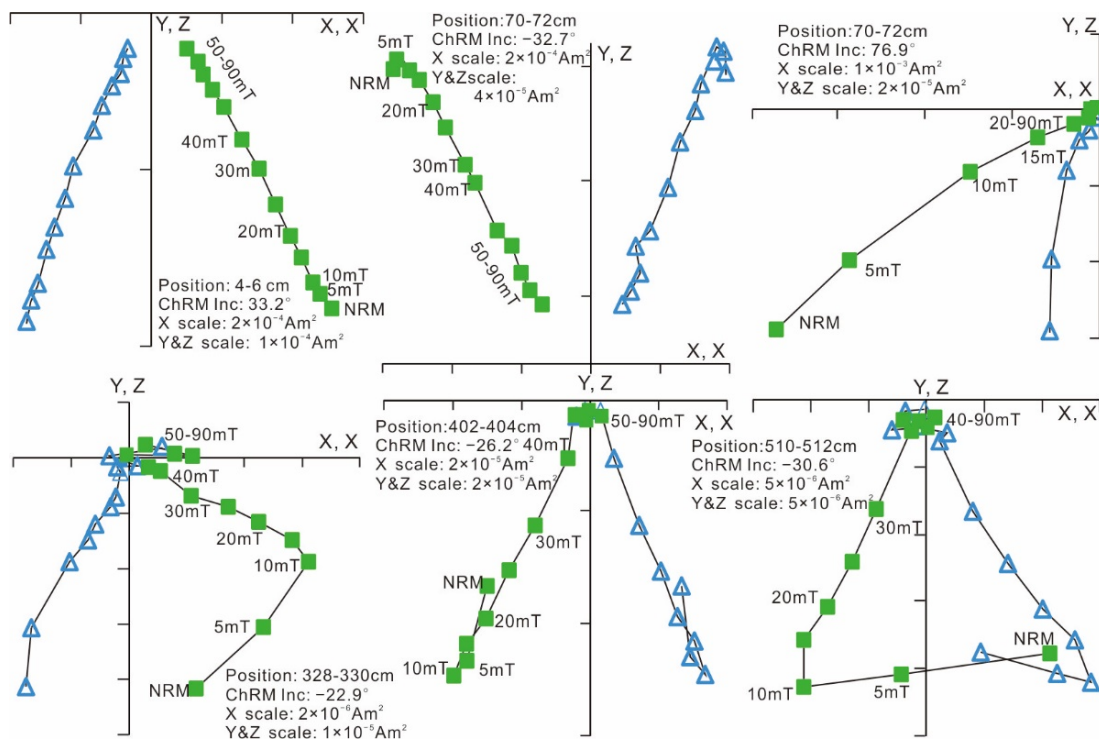 Y, Z
X, X
50-90mT
40mT
30mT
20mT
10mT
5mT
NRM
Position: 4-6 cm
ChRM Inc: 33.2°
X scale: 2×10⁻⁴Am²
Y&Z scale: 1×10⁻⁴Am²
Position:70-72cm
ChRM Inc: −32.7°
X scale: 2×10⁻⁴Am²
Y&Zscale:
4×10⁻⁵Am²
Y, Z
5mT
NRM
20mT
30mT
40mT
50-90mT
X, X
Position:70-72cm
ChRM Inc: 76.9°
X scale: 1×10⁻³Am²
Y&Z scale: 2×10⁻⁵Am²
Y, Z
X, X
20-90mT
15mT
10mT
5mT
NRM
Y, Z
50-90mT
X, X
40mT
30mT
20mT
10mT
5mT
NRM
Position: 328-330cm
ChRM Inc: −22.9°
X scale: 2×10⁻⁶Am²
Y&Z scale: 1×10⁻⁵Am²
Y, Z
50-90mT
X, X
Position:402-404cm
ChRM Inc: −26.2°
X scale: 2×10⁻⁵Am²
Y&Z scale: 2×10⁻⁵Am²
40mT
30mT
NRM
20mT
10mT
5mT
Y, Z
40-90mT
X, X
Position:510-512cm
ChRM Inc: −30.6°
X scale: 5×10⁻⁶Am²
Y&Z scale: 5×10⁻⁶Am²
30mT
20mT
NRM
10mT
5mT